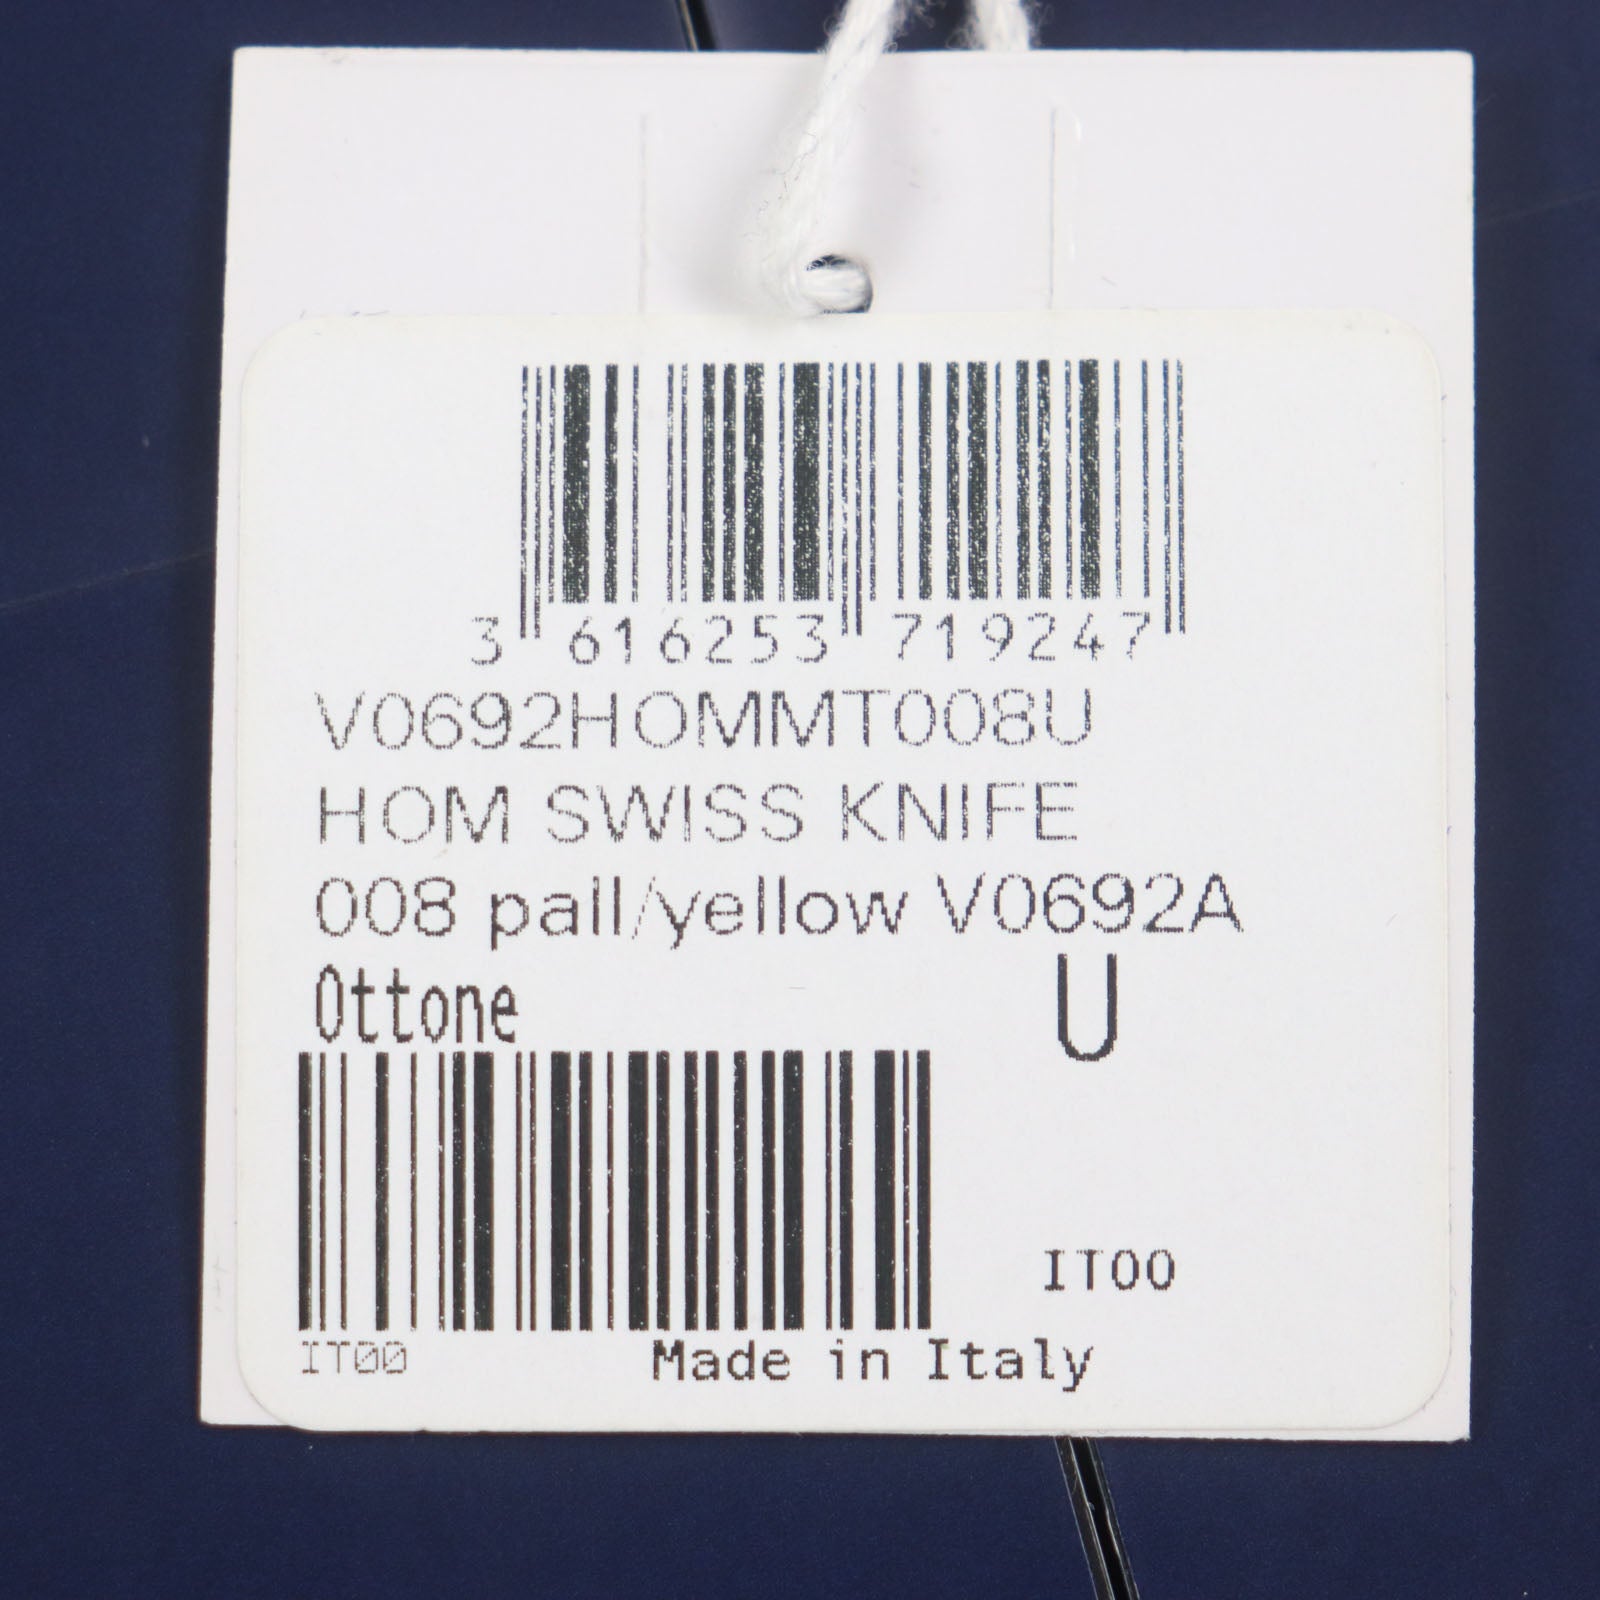 3 616253 719247
V0692HOMMT008U
HOM SWISS KNIFE
008 pall/yellow V0692A
Ottone U
IT00
IT00 Made in Italy